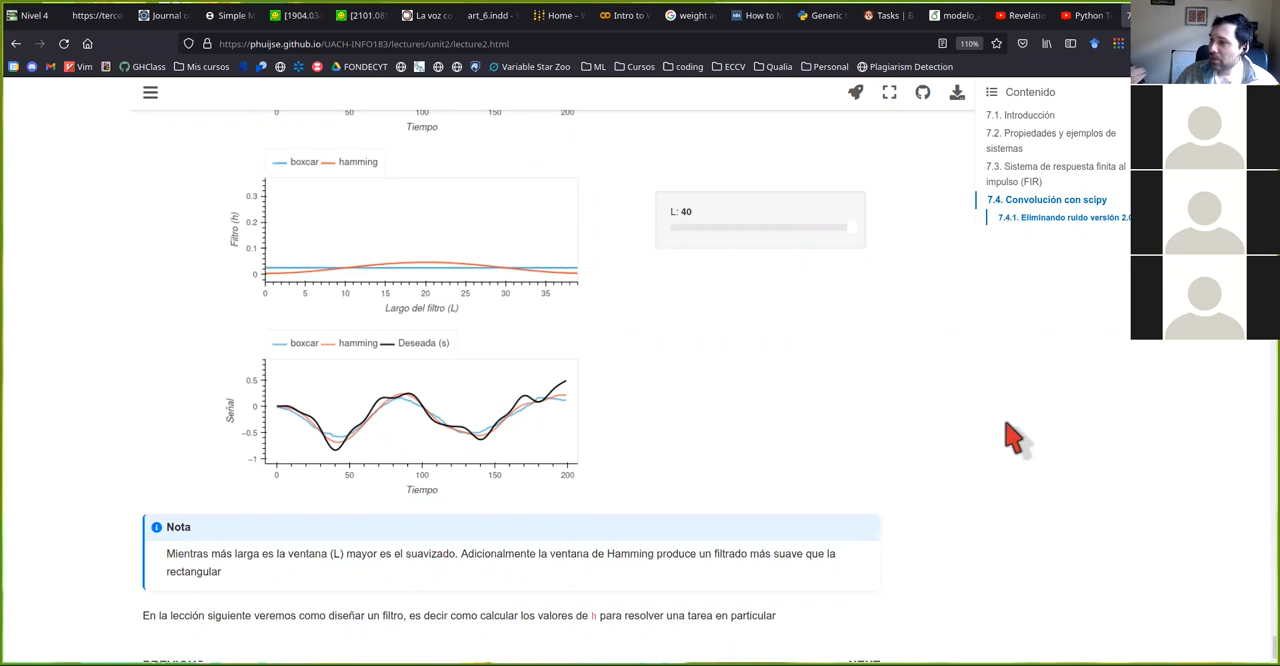 Nivel 4
https://terce
Journal o
Simple M
[1904.03
[2101.08
La voz co
art_6.indd -
Home –
Intro to V
weight a
How to M
Generic
Tasks | B
modelo_
Revelatio
Python Te
https://phuijse.github.io/UACH-INFO183/lectures/unit2/lecture2.html
110%
Vim
GHClass
Mis cursos
FONDECYT
Variable Star Zoo
ML
Cursos
coding
ECCV
Qualia
Personal
Plagiarism Detection
0 50 100 150 200
Tiempo
boxcar hamming
Filtro (h)
0.3
0.2
0.1
0
0 5 10 15 20 25 30 35
Largo del filtro (L)
L: 40
boxcar hamming Deseada (s)
Señal
0.5
0
−0.5
−1
0 50 100 150 200
Tiempo
Nota
Mientras más larga es la ventana (L) mayor es el suavizado. Adicionalmente la ventana de Hamming produce un filtrado más suave que la
rectangular
En la lección siguiente veremos como diseñar un filtro, es decir como calcular los valores de h para resolver una tarea en particular
Contenido
7.1. Introducción
7.2. Propiedades y ejemplos de
sistemas
7.3. Sistema de respuesta finita al
impulso (FIR)
7.4. Convolución con scipy
7.4.1. Eliminando ruido versión 2.0